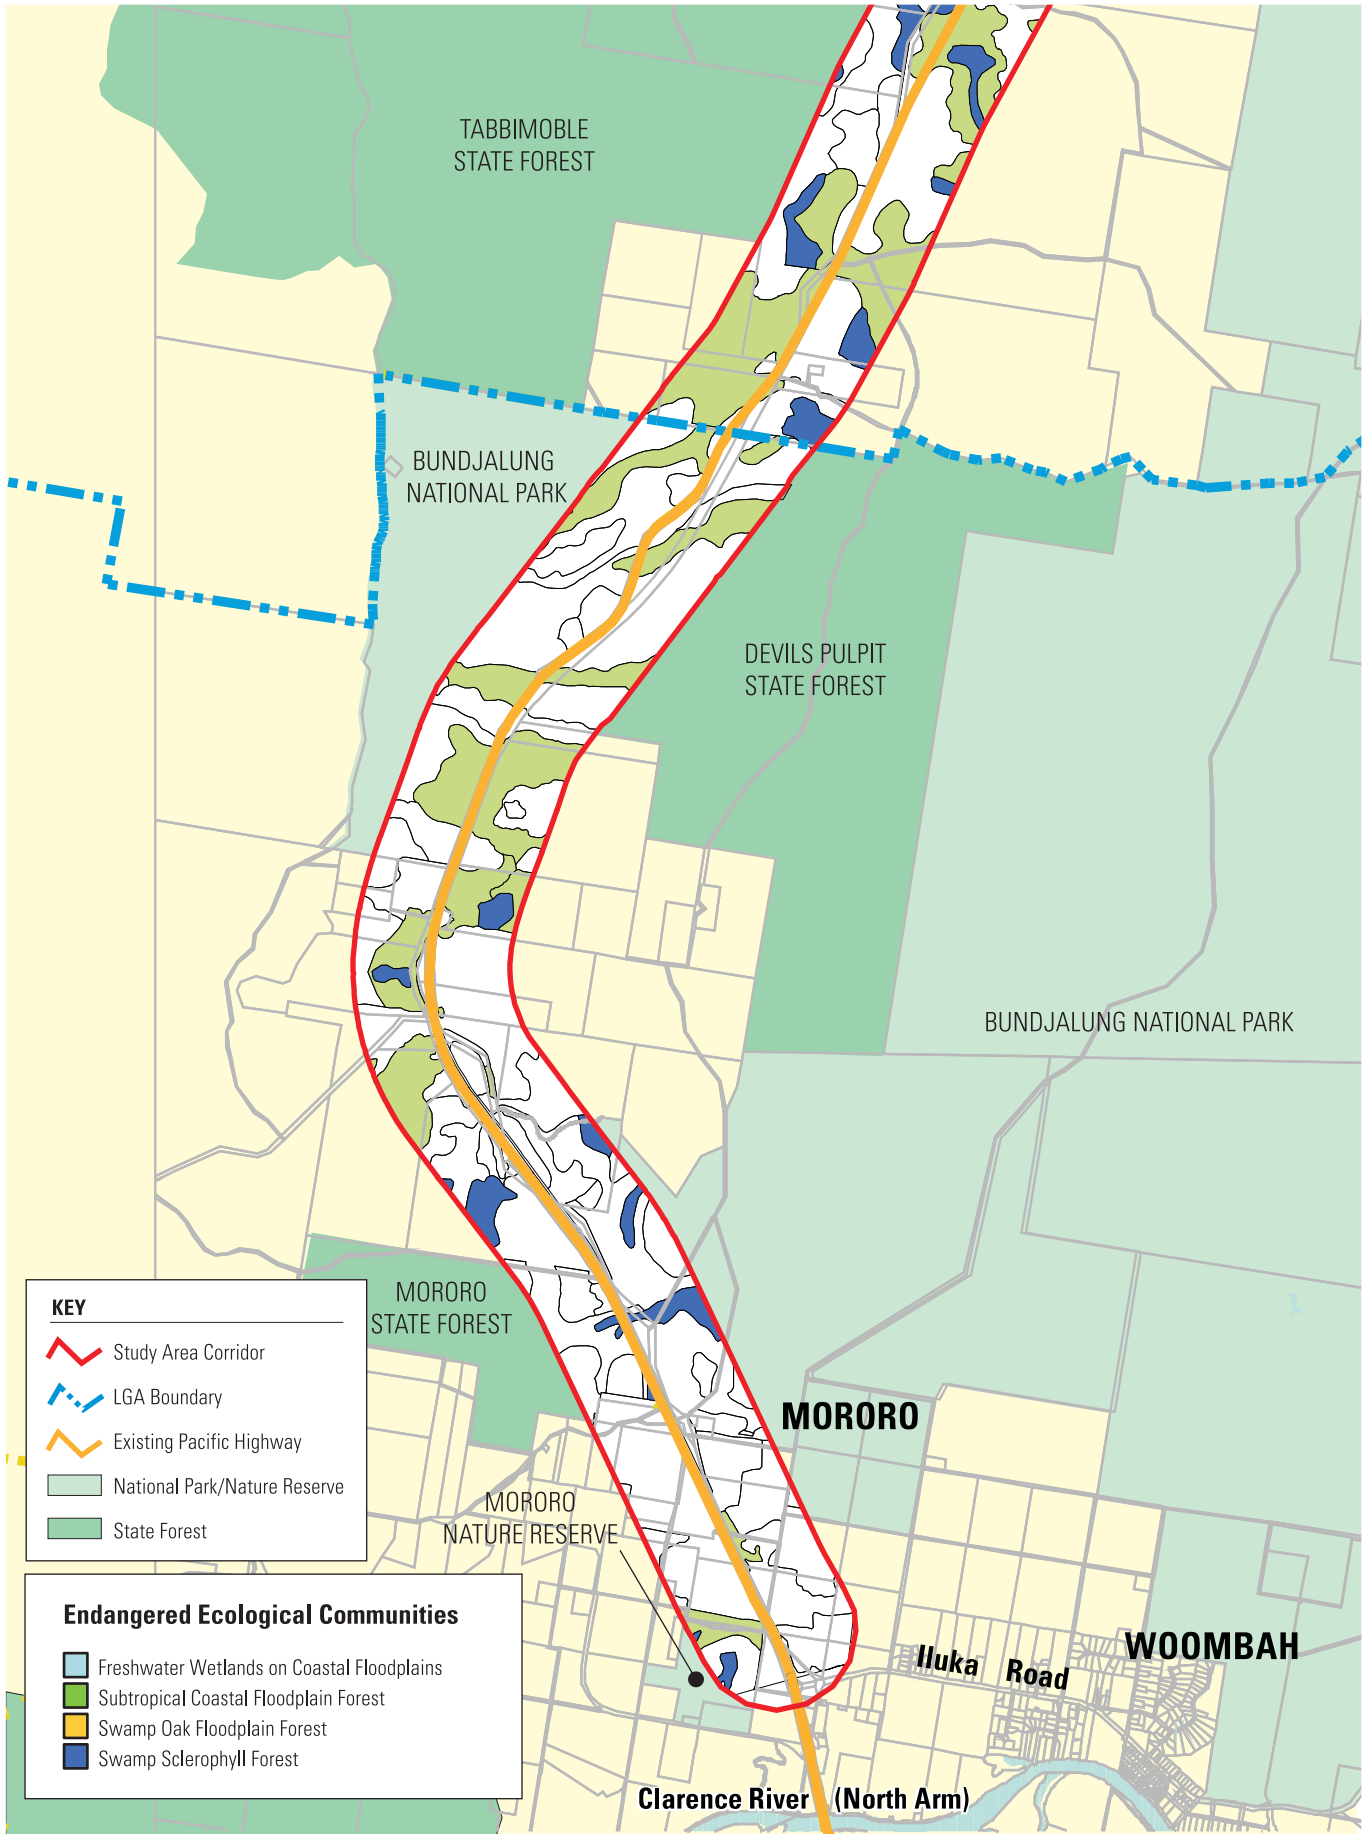 TABBIMOBLE
STATE FOREST
BUNDJALUNG
NATIONAL PARK
DEVILS PULPIT
STATE FOREST
BUNDJALUNG NATIONAL PARK
MORORO
STATE FOREST
MORORO
MORORO
NATURE RESERVE
WOOMBAH
Iluka Road
Clarence River (North Arm)
KEY
Study Area Corridor
LGA Boundary
Existing Pacific Highway
National Park/Nature Reserve
State Forest
Endangered Ecological Communities
Freshwater Wetlands on Coastal Floodplains
Subtropical Coastal Floodplain Forest
Swamp Oak Floodplain Forest
Swamp Sclerophyll Forest